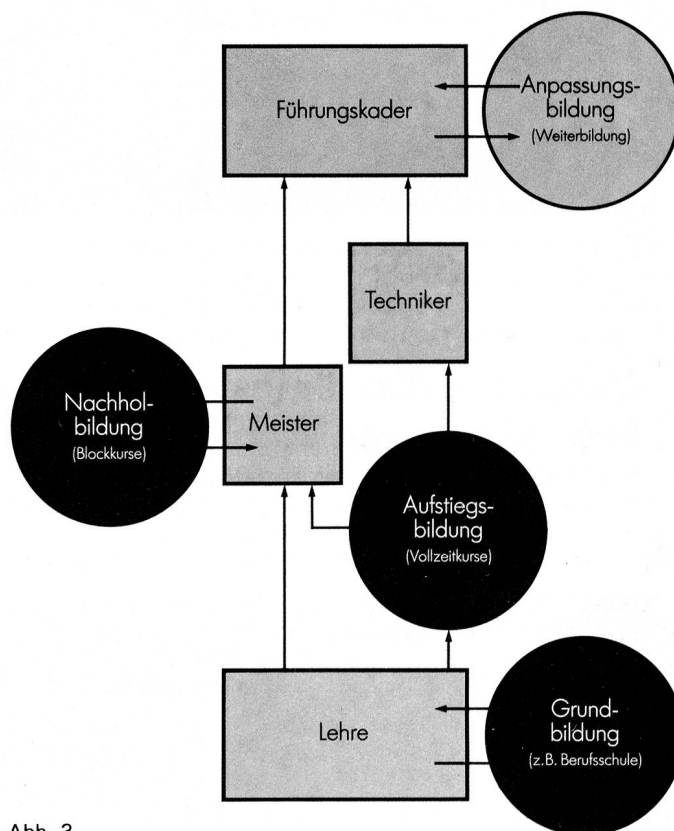 Führungskader
Anpassungs-
bildung
(Weiterbildung)
Techniker
Nachhol-
bildung
(Blockkurse)
Meister
Aufstiegs-
bildung
(Vollzeitkurse)
Lehre
Grund-
bildung
(z.B. Berufsschule)
Abb. 3